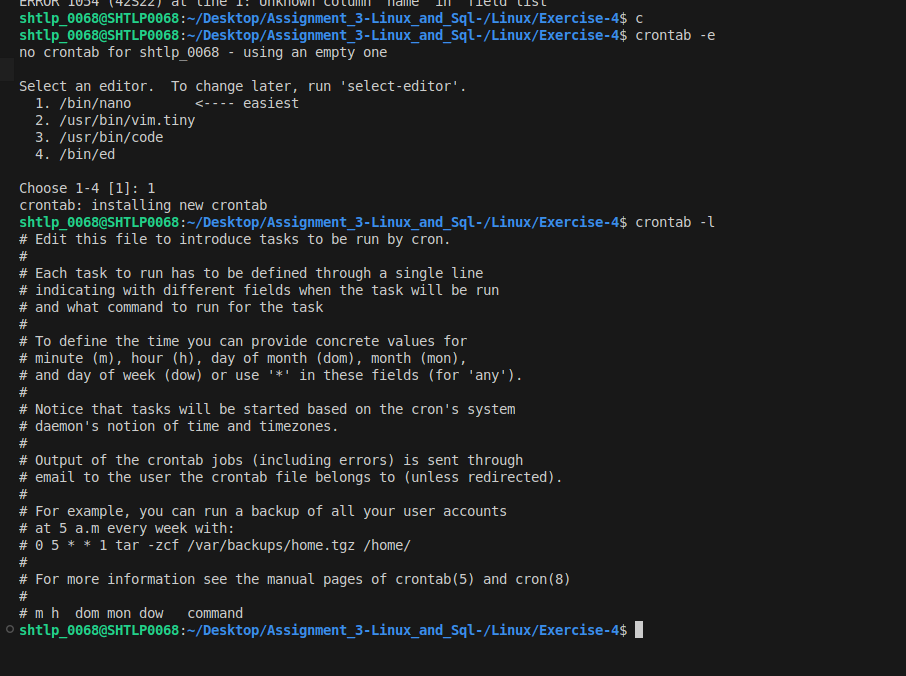 ERROR 1054 (42S22) at line 1: Unknown column 'name' in 'field list'
shtlp_0068@SHTLP0068:~/Desktop/Assignment_3-Linux_and_Sql-/Linux/Exercise-4$ c
shtlp_0068@SHTLP0068:~/Desktop/Assignment_3-Linux_and_Sql-/Linux/Exercise-4$ crontab -e
no crontab for shtlp_0068 - using an empty one
Select an editor.  To change later, run 'select-editor'.
  1. /bin/nano        <---- easiest
  2. /usr/bin/vim.tiny
  3. /usr/bin/code
  4. /bin/ed
Choose 1-4 [1]: 1
crontab: installing new crontab
shtlp_0068@SHTLP0068:~/Desktop/Assignment_3-Linux_and_Sql-/Linux/Exercise-4$ crontab -l
# Edit this file to introduce tasks to be run by cron.
#
# Each task to run has to be defined through a single line
# indicating with different fields when the task will be run
# and what command to run for the task
#
# To define the time you can provide concrete values for
# minute (m), hour (h), day of month (dom), month (mon),
# and day of week (dow) or use '*' in these fields (for 'any').
#
# Notice that tasks will be started based on the cron's system
# daemon's notion of time and timezones.
#
# Output of the crontab jobs (including errors) is sent through
# email to the user the crontab file belongs to (unless redirected).
#
# For example, you can run a backup of all your user accounts
# at 5 a.m every week with:
# 0 5 * * 1 tar -zcf /var/backups/home.tgz /home/
#
# For more information see the manual pages of crontab(5) and cron(8)
#
# m h  dom mon dow   command
shtlp_0068@SHTLP0068:~/Desktop/Assignment_3-Linux_and_Sql-/Linux/Exercise-4$